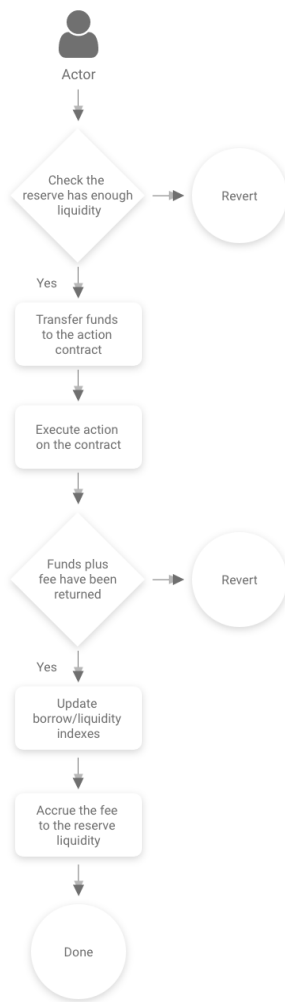 Actor
Check the
reserve has enough
liquidity
Revert
Yes
Transfer funds
to the action
contract
Execute action
on the contract
Funds plus
fee have been
returned
Revert
Yes
Update
borrow/liquidity
indexes
Accrue the fee
to the reserve
liquidity
Done